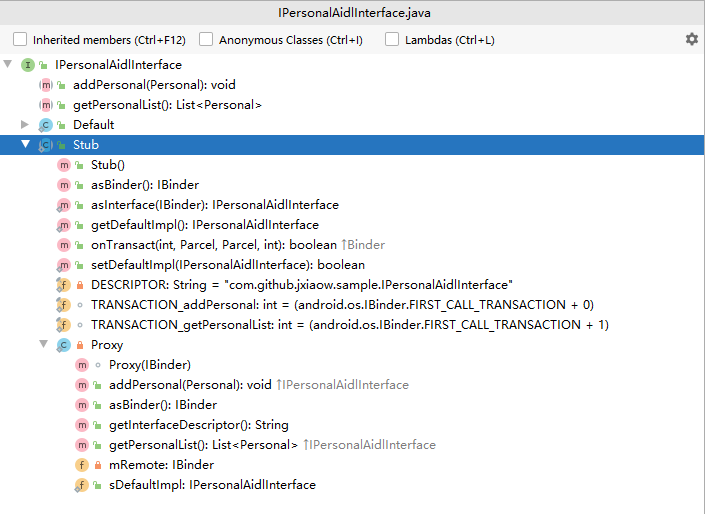 IPersonalAidlInterface.java
Inherited members (Ctrl+F12) Anonymous Classes (Ctrl+I) Lambdas (Ctrl+L)
I IPersonalAidlInterface
m addPersonal(Personal): void
m getPersonalList(): List<Personal>
C Default
C Stub
m Stub()
m asBinder(): IBinder
m asInterface(IBinder): IPersonalAidlInterface
m getDefaultImpl(): IPersonalAidlInterface
m onTransact(int, Parcel, Parcel, int): boolean ↑Binder
m setDefaultImpl(IPersonalAidlInterface): boolean
f DESCRIPTOR: String = "com.github.jxiaow.sample.IPersonalAidlInterface"
f TRANSACTION_addPersonal: int = (android.os.IBinder.FIRST_CALL_TRANSACTION + 0)
f TRANSACTION_getPersonalList: int = (android.os.IBinder.FIRST_CALL_TRANSACTION + 1)
C Proxy
m Proxy(IBinder)
m addPersonal(Personal): void ↑IPersonalAidlInterface
m asBinder(): IBinder
m getInterfaceDescriptor(): String
m getPersonalList(): List<Personal> ↑IPersonalAidlInterface
f mRemote: IBinder
f sDefaultImpl: IPersonalAidlInterface